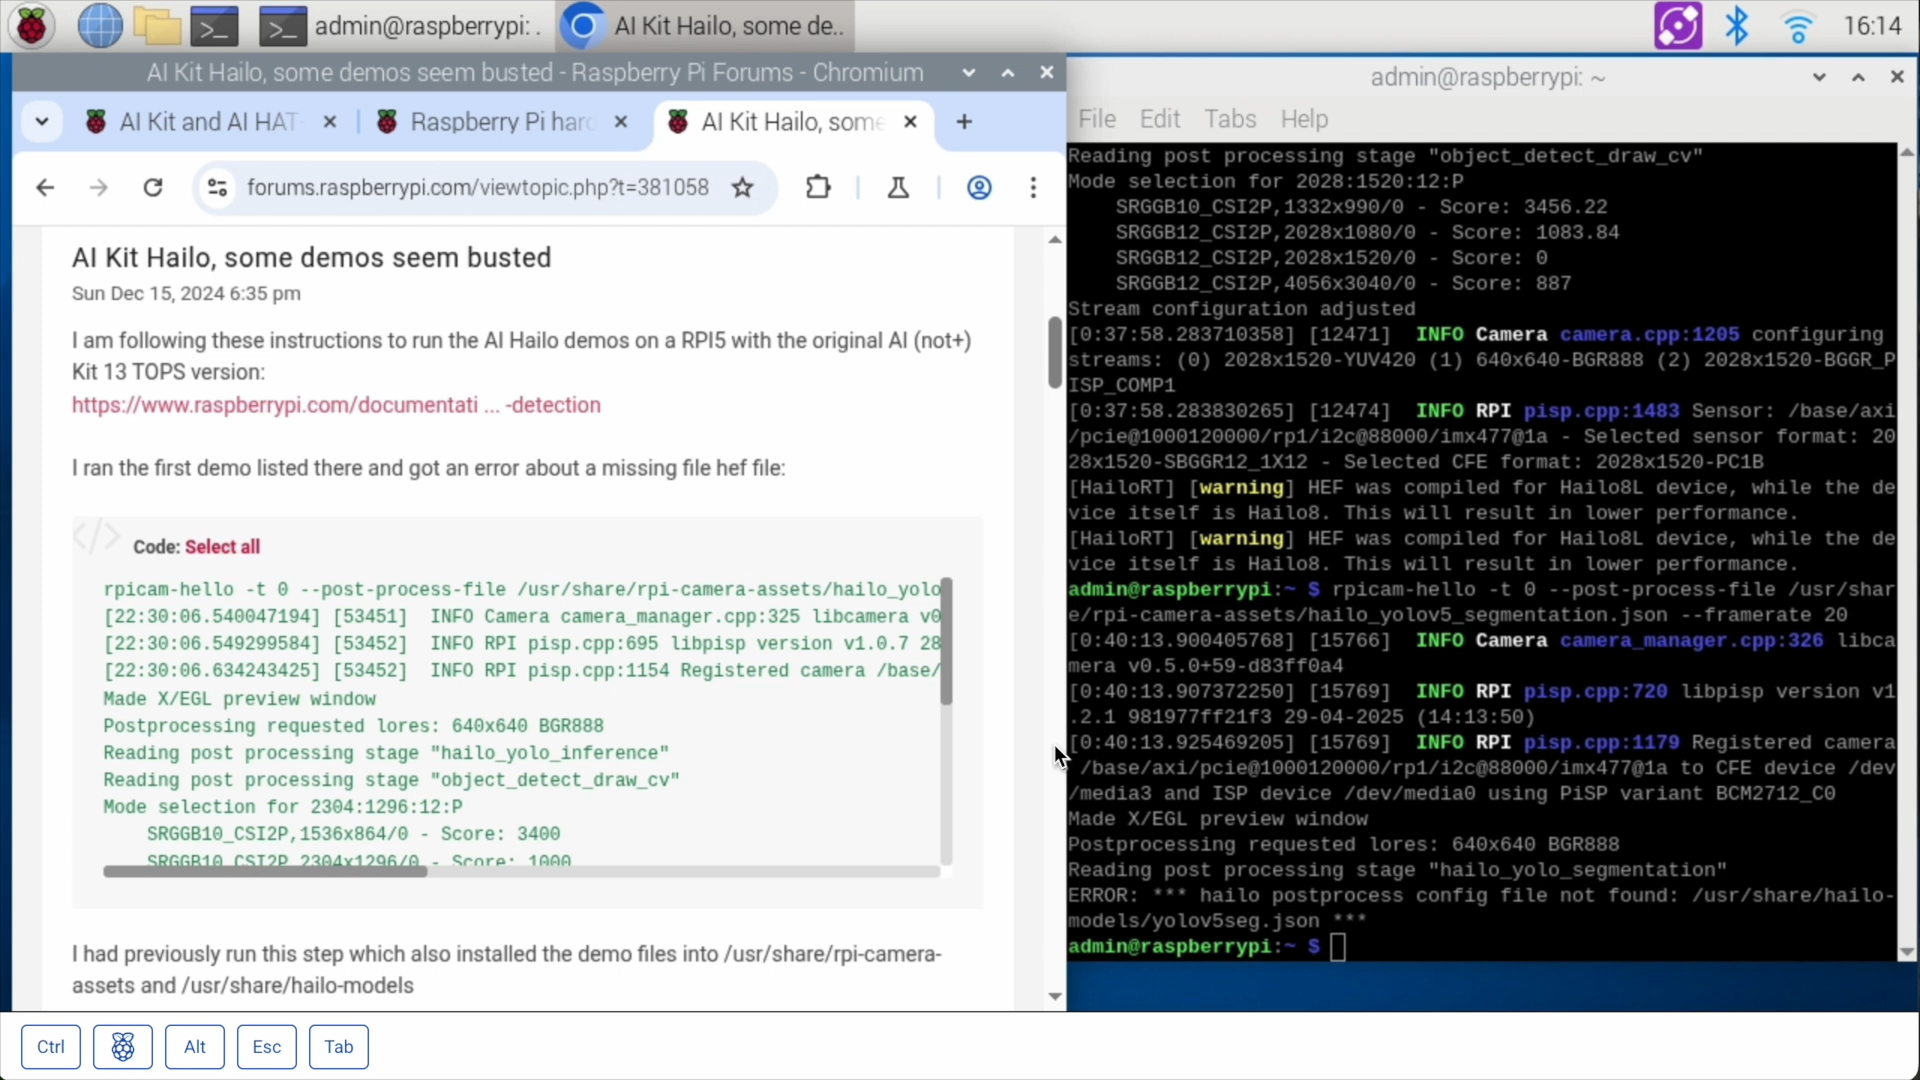 admin@raspberrypi: .
AI Kit Hailo, some de..
16:14
AI Kit Hailo, some demos seem busted - Raspberry Pi Forums - Chromium
AI Kit and AI HAT
Raspberry Pi hard
AI Kit Hailo, some
forums.raspberrypi.com/viewtopic.php?t=381058
AI Kit Hailo, some demos seem busted
Sun Dec 15, 2024 6:35 pm
I am following these instructions to run the AI Hailo demos on a RPI5 with the original AI (not+)
Kit 13 TOPS version:
https://www.raspberrypi.com/documentati ... -detection
I ran the first demo listed there and got an error about a missing file hef file:
Code: Select all
rpicam-hello -t 0 --post-process-file /usr/share/rpi-camera-assets/hailo_yolo
[22:30:06.540047194] [53451]  INFO Camera camera_manager.cpp:325 libcamera v0
[22:30:06.549299584] [53452]  INFO RPI pisp.cpp:695 libpisp version v1.0.7 28
[22:30:06.634243425] [53452]  INFO RPI pisp.cpp:1154 Registered camera /base/
Made X/EGL preview window
Postprocessing requested lores: 640x640 BGR888
Reading post processing stage "hailo_yolo_inference"
Reading post processing stage "object_detect_draw_cv"
Mode selection for 2304:1296:12:P
SRGGB10_CSI2P,1536x864/0 - Score: 3400
SRGGB10_CSI2P,2304x1296/0 - Score: 1000
I had previously run this step which also installed the demo files into /usr/share/rpi-camera-
assets and /usr/share/hailo-models
admin@raspberrypi: ~
File Edit Tabs Help
Reading post processing stage "object_detect_draw_cv"
Mode selection for 2028:1520:12:P
SRGGB10_CSI2P,1332x990/0 - Score: 3456.22
SRGGB12_CSI2P,2028x1080/0 - Score: 1083.84
SRGGB12_CSI2P,2028x1520/0 - Score: 0
SRGGB12_CSI2P,4056x3040/0 - Score: 887
Stream configuration adjusted
[0:37:58.283710358] [12471]  INFO Camera camera.cpp:1205 configuring
streams: (0) 2028x1520-YUV420 (1) 640x640-BGR888 (2) 2028x1520-BGGR_P
ISP_COMP1
[0:37:58.283830265] [12474]  INFO RPI pisp.cpp:1483 Sensor: /base/axi
/pcie@1000120000/rp1/i2c@88000/imx477@1a - Selected sensor format: 20
28x1520-SBGGR12_1X12 - Selected CFE format: 2028x1520-PC1B
[HailoRT] [warning] HEF was compiled for Hailo8L device, while the de
vice itself is Hailo8. This will result in lower performance.
[HailoRT] [warning] HEF was compiled for Hailo8L device, while the de
vice itself is Hailo8. This will result in lower performance.
admin@raspberrypi:~ $ rpicam-hello -t 0 --post-process-file /usr/shar
e/rpi-camera-assets/hailo_yolov5_segmentation.json --framerate 20
[0:40:13.900405768] [15766]  INFO Camera camera_manager.cpp:326 libca
mera v0.5.0+59-d83ff0a4
[0:40:13.907372250] [15769]  INFO RPI pisp.cpp:720 libpisp version v1
.2.1 981977ff21f3 29-04-2025 (14:13:50)
[0:40:13.925469205] [15769]  INFO RPI pisp.cpp:1179 Registered camera
/base/axi/pcie@1000120000/rp1/i2c@88000/imx477@1a to CFE device /dev
/media3 and ISP device /dev/media0 using PiSP variant BCM2712_C0
Made X/EGL preview window
Postprocessing requested lores: 640x640 BGR888
Reading post processing stage "hailo_yolo_segmentation"
ERROR: *** hailo postprocess config file not found: /usr/share/hailo-
models/yolov5seg.json ***
admin@raspberrypi:~ $
Ctrl
Alt
Esc
Tab